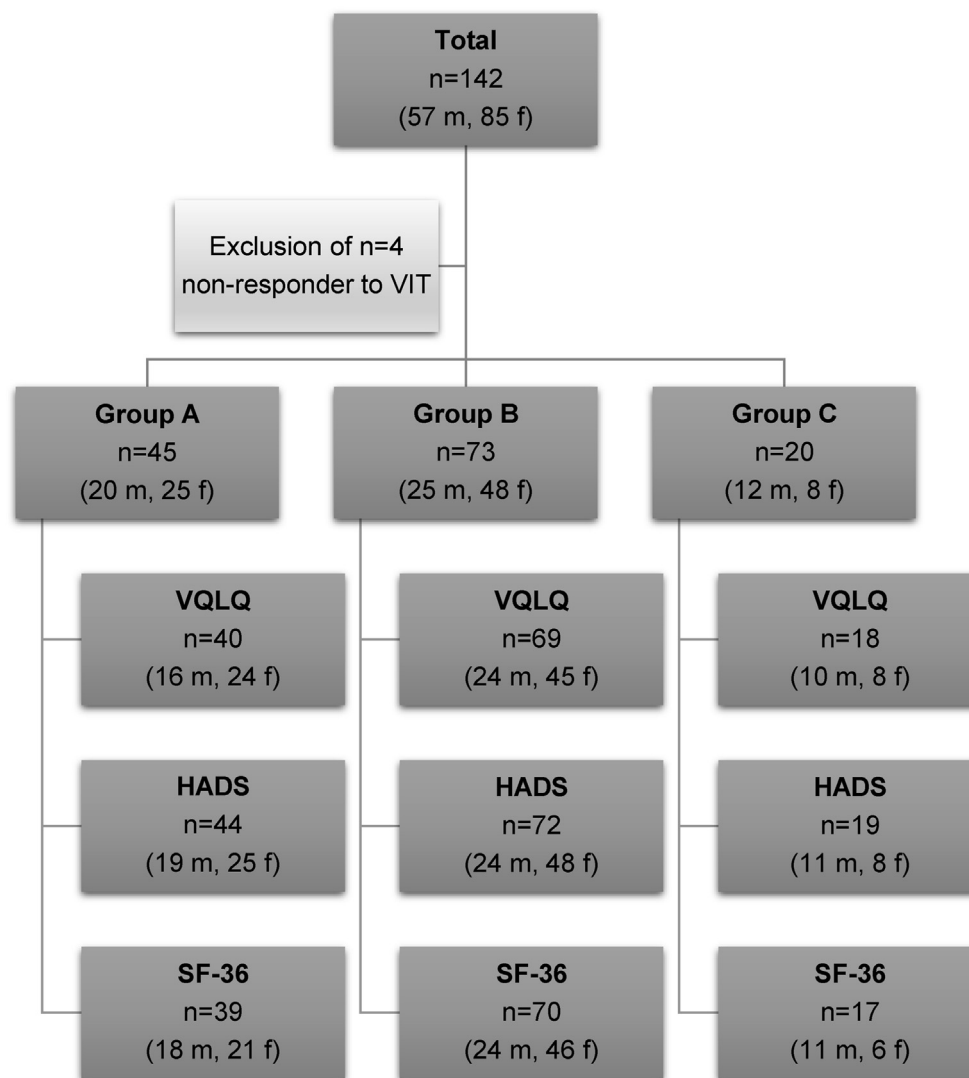 Total
n=142
(57 m, 85 f)
Exclusion of n=4
non-responder to VIT
Group A
n=45
(20 m, 25 f)
Group B
n=73
(25 m, 48 f)
Group C
n=20
(12 m, 8 f)
VQLQ
n=40
(16 m, 24 f)
VQLQ
n=69
(24 m, 45 f)
VQLQ
n=18
(10 m, 8 f)
HADS
n=44
(19 m, 25 f)
HADS
n=72
(24 m, 48 f)
HADS
n=19
(11 m, 8 f)
SF-36
n=39
(18 m, 21 f)
SF-36
n=70
(24 m, 46 f)
SF-36
n=17
(11 m, 6 f)